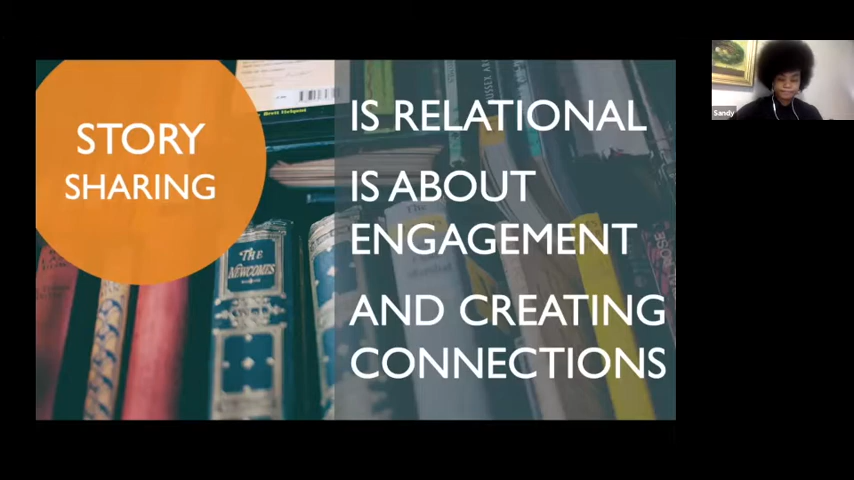 STORY
SHARING
IS RELATIONAL
IS ABOUT
ENGAGEMENT
AND CREATING
CONNECTIONS
THE
NEWCOMES
Sandy